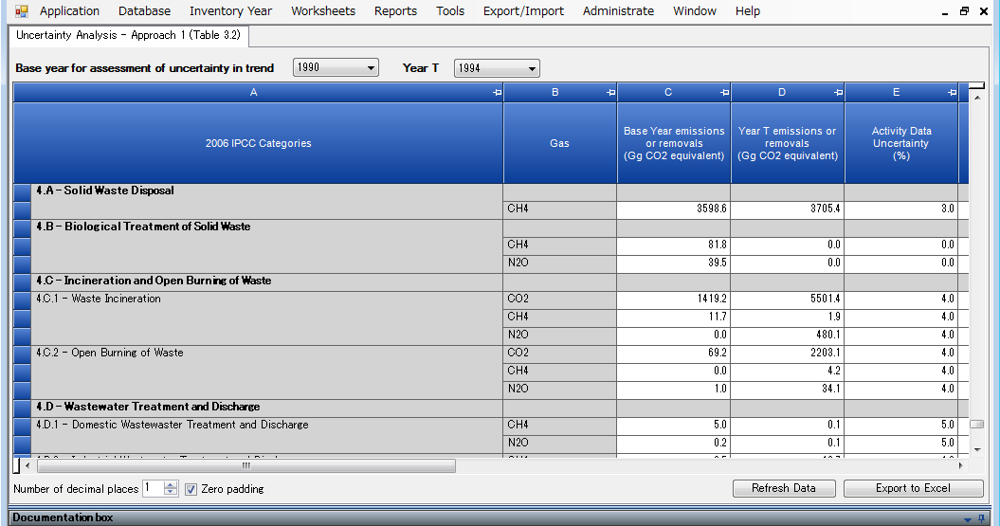 Application Database Inventory Year Worksheets Reports Tools Export/Import Administrate Window Help
Uncertainty Analysis - Approach 1 (Table 3.2)
Base year for assessment of uncertainty in trend 1990 Year T 1994
A B C D E
2006 IPCC Categories
Gas
Base Year emissions
or removals
(Gg CO2 equivalent)
Year T emissions or
removals
(Gg CO2 equivalent)
Activity Data
Uncertainty
(%)
4.A - Solid Waste Disposal
CH4 3598.6 3705.4 3.0
4.B - Biological Treatment of Solid Waste
CH4 81.8 0.0 0.0
N2O 39.5 0.0 0.0
4.C - Incineration and Open Burning of Waste
4.C.1 - Waste Incineration CO2 1419.2 5501.4 4.0
CH4 11.7 1.9 4.0
N2O 0.0 480.1 4.0
4.C.2 - Open Burning of Waste CO2 69.2 2203.1 4.0
CH4 0.0 4.2 4.0
N2O 1.0 34.1 4.0
4.D - Wastewater Treatment and Discharge
4.D.1 - Domestic Wastewaster Treatment and Discharge CH4 5.0 0.1 5.0
N2O 0.2 0.1 5.0
Number of decimal places 1 Zero padding Refresh Data Export to Excel
Documentation box